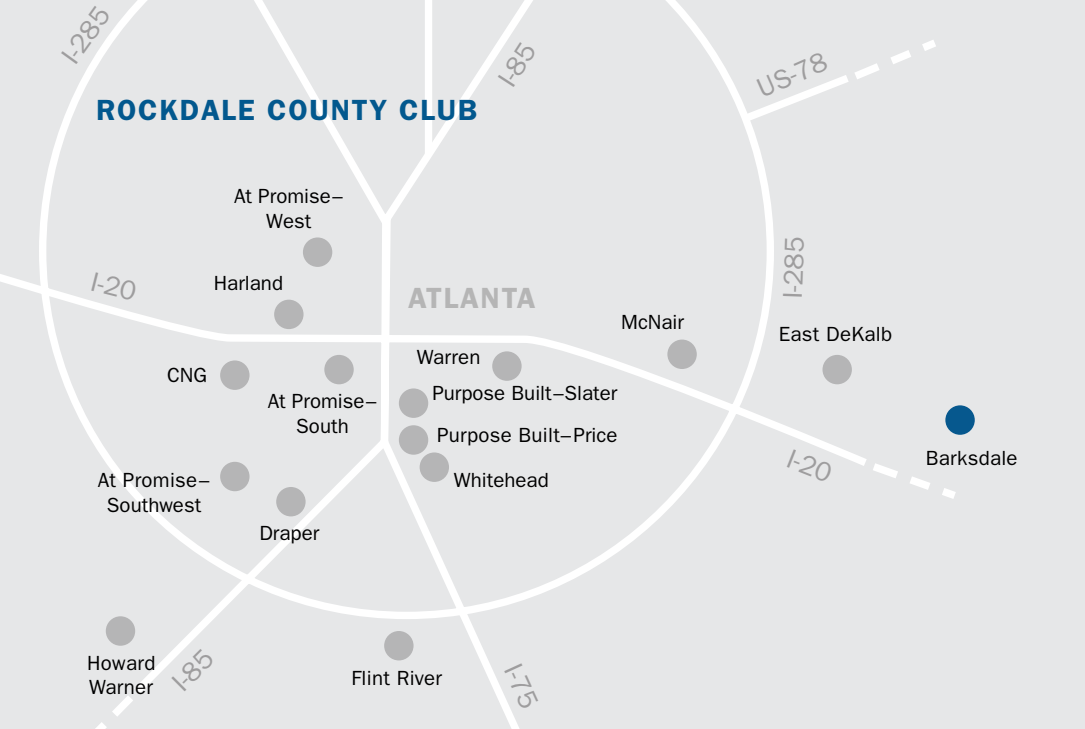 I-285
I-85
US-78
ROCKDALE COUNTY CLUB
At Promise–
West
I-285
I-20
Harland
ATLANTA
McNair
East DeKalb
Warren
CNG
Purpose Built–Slater
At Promise–
South
Purpose Built–Price
Barksdale
I-20
Whitehead
At Promise–
Southwest
Draper
Howard
Warner
I-85
Flint River
I-75